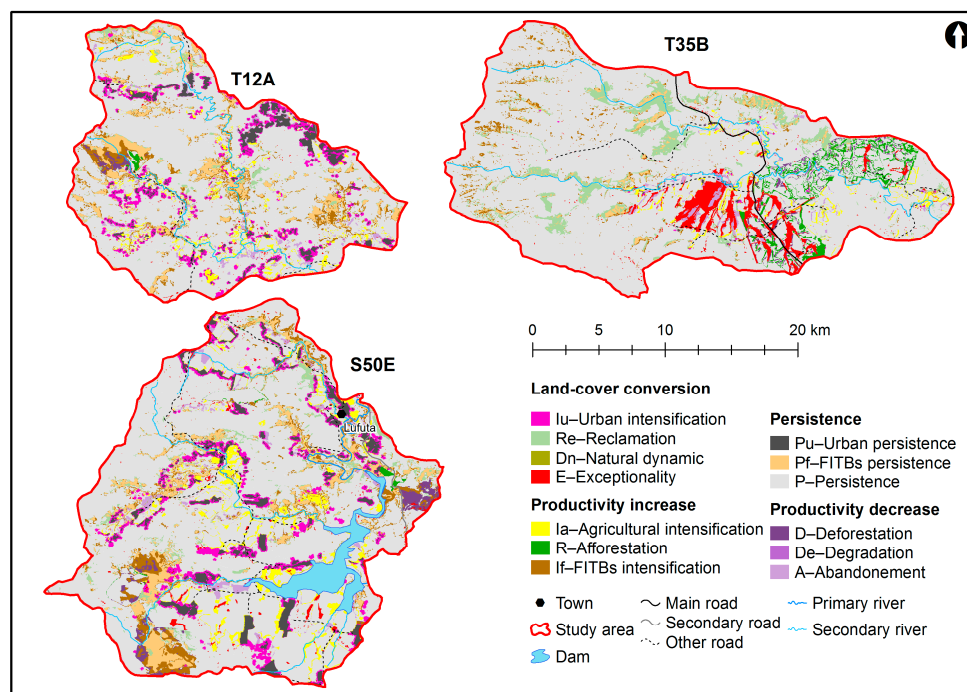 T12A
T35B
S50E
Lufuta
0 5 10 20 km
Land-cover conversion
Iu–Urban intensification
Re–Reclamation
Dn–Natural dynamic
E–Exceptionality
Productivity increase
Ia–Agricultural intensification
R–Afforestation
If–FITBs intensification
Persistence
Pu–Urban persistence
Pf–FITBs persistence
P–Persistence
Productivity decrease
D–Deforestation
De–Degradation
A–Abandonement
Town
Study area
Dam
Main road
Secondary road
Other road
Primary river
Secondary river